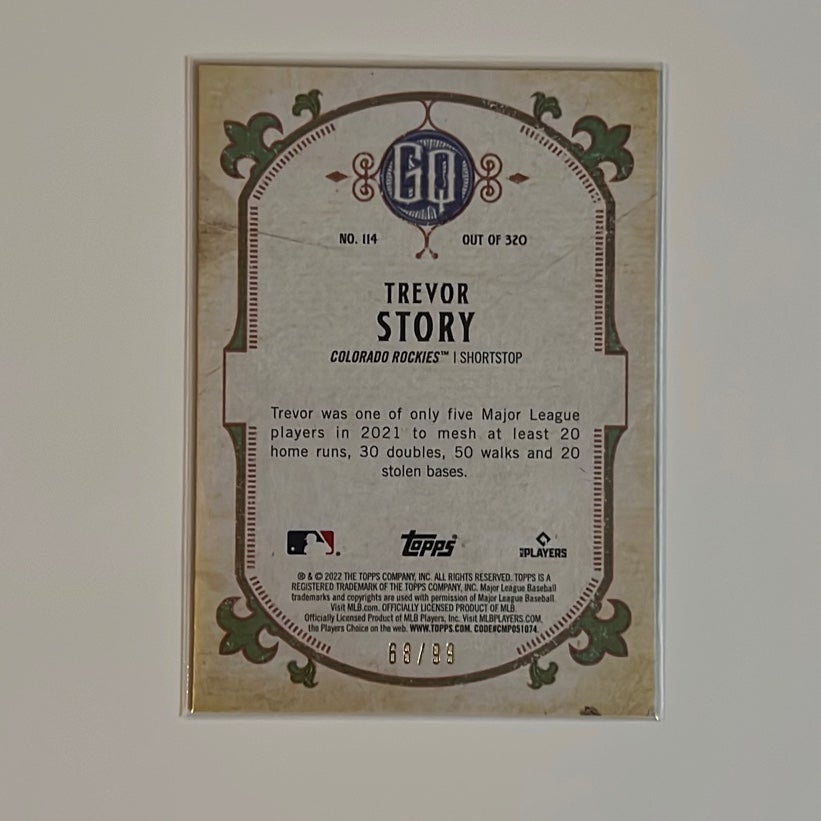 GQ
NO. 114 OUT OF 320
TREVOR
STORY
COLORADO ROCKIES™ | SHORTSTOP
Trevor was one of only five Major League
players in 2021 to mesh at least 20
home runs, 30 doubles, 50 walks and 20
stolen bases.
topps
MLB PLAYERS
® & © 2022 THE TOPPS COMPANY, INC. ALL RIGHTS RESERVED. TOPPS IS A
REGISTERED TRADEMARK OF THE TOPPS COMPANY, INC. Major League Baseball
trademarks and copyrights are used with permission of Major League Baseball.
Visit MLB.com. OFFICIALLY LICENSED PRODUCT OF MLB.
Officially Licensed Product of MLB Players, Inc. Visit MLBPLAYERS.COM,
the Players Choice on the web. WWW.TOPPS.COM. CODE#CMP051074
68/99